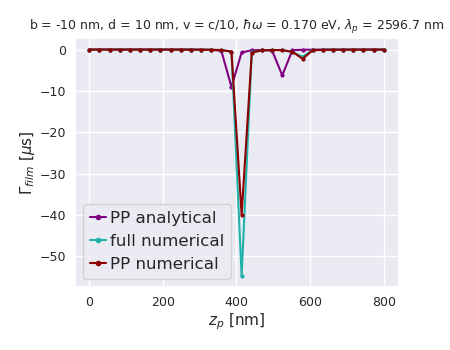 b = -10 nm, d = 10 nm, v = c/10, ℏω = 0.170 eV, λp = 2596.7 nm
0
−10
−20
−30
−40
−50
Γfilm [μs]
PP analytical
full numerical
PP numerical
0 200 400 600 800
zp [nm]